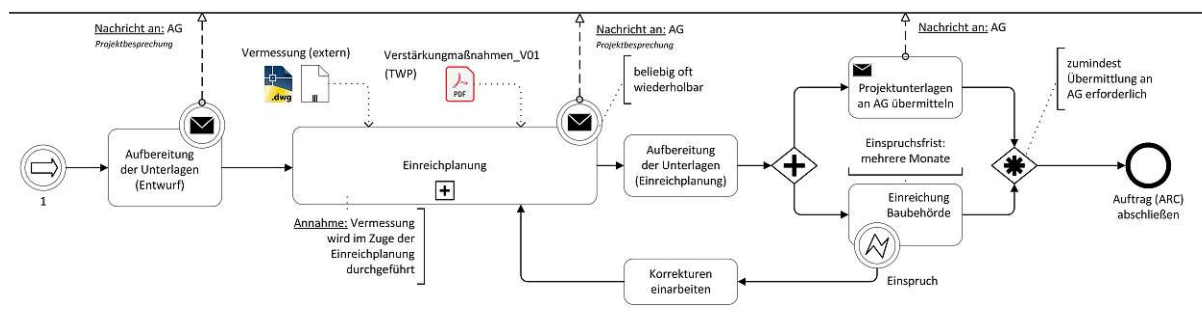 Nachricht an: AG
Projektbesprechung
Vermessung (extern)
.dwg
Verstärkungmaßnahmen_V01
(TWP)
PDF
Nachricht an: AG
Projektbesprechung
beliebig oft
wiederholbar
Nachricht an: AG
Projektunterlagen
an AG übermitteln
zumindest
Übermittlung an
AG erforderlich
1
Aufbereitung
der Unterlagen
(Entwurf)
Einreichplanung
Aufbereitung
der Unterlagen
(Einreichplanung)
Einspruchsfrist:
mehrere Monate
Einreichung
Baubehörde
Auftrag (ARC)
abschließen
Annahme: Vermessung
wird im Zuge der
Einreichplanung
durchgeführt
Korrekturen
einarbeiten
Einspruch